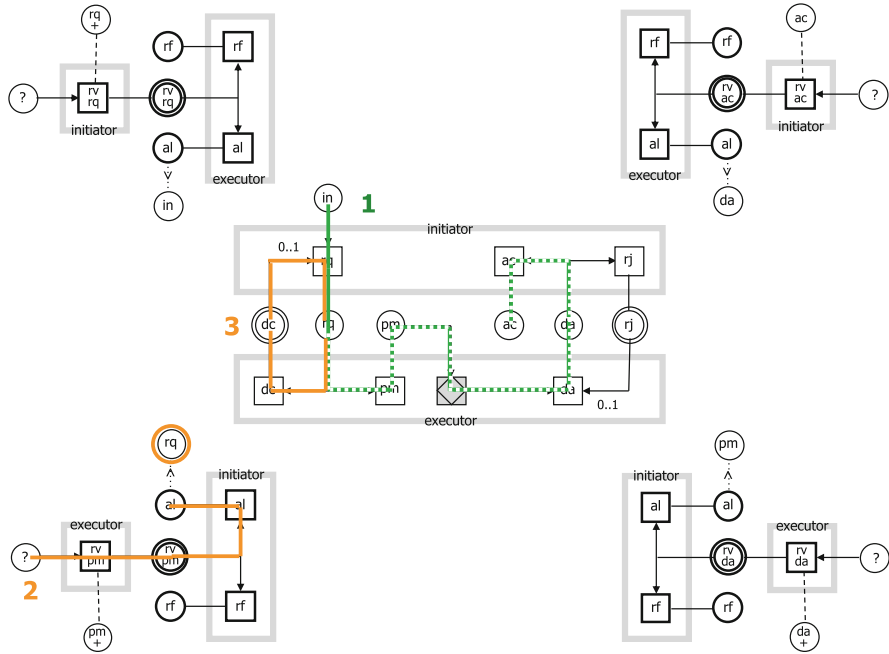 rq
+
rf
rf
?
rv
rq
rv
rq
initiator
al
al
executor
in
ac
rf
rf
rv
ac
rv
ac
?
initiator
al
al
executor
da
in
1
initiator
0..1
rq
ac
rj
3
dc
rq
pm
ac
da
rj
dc
pm
da
0..1
executor
rq
initiator
al
al
executor
?
rv
pm
rv
pm
2
rf
rf
pm
+
pm
initiator
al
al
executor
rv
da
rv
da
?
rf
rf
da
+